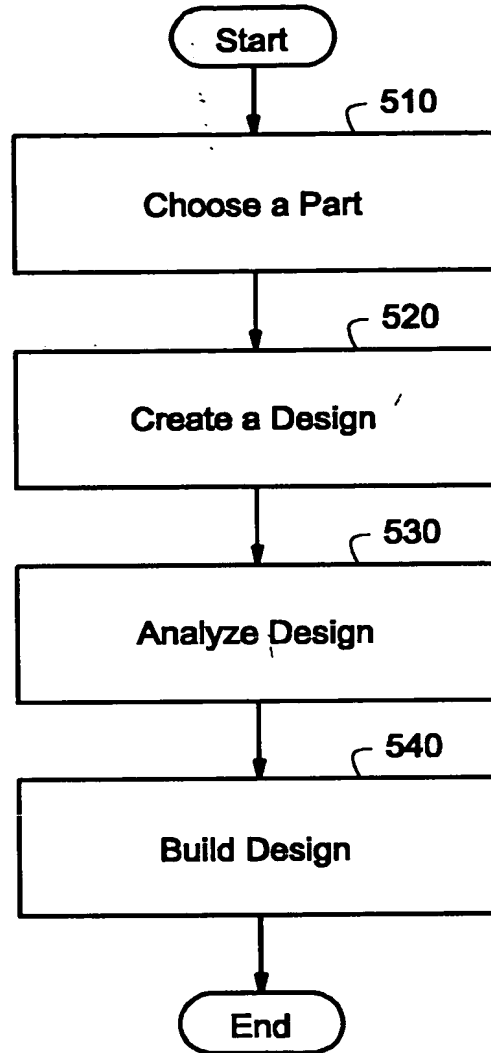 Start
510
Choose a Part
520
Create a Design
530
Analyze Design
540
Build Design
End